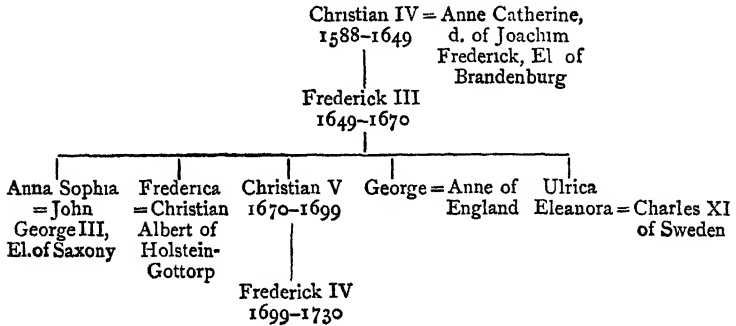 Christian IV = Anne Catherine,
1588–1649 d. of Joachim
Frederick, El of
Brandenburg
Frederick III
1649–1670
Anna Sophia
=John
George III,
El. of Saxony
Frederica
=Christian
Albert of
Holstein-
Gottorp
Christian V
1670–1699
George = Anne of
England
Ulrica
Eleanora = Charles XI
of Sweden
Frederick IV
1699–1730